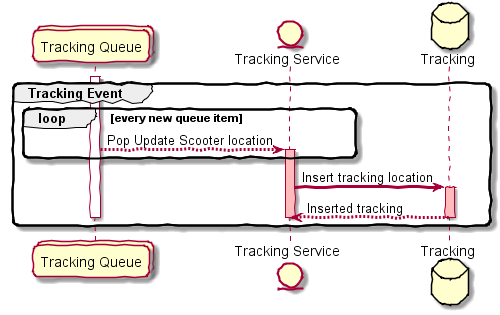 Tracking Queue
Tracking Service
Tracking
Tracking Event
loop [every new queue item]
Pop Update Scooter location
Insert tracking location
Inserted tracking
Tracking Queue
Tracking Service
Tracking